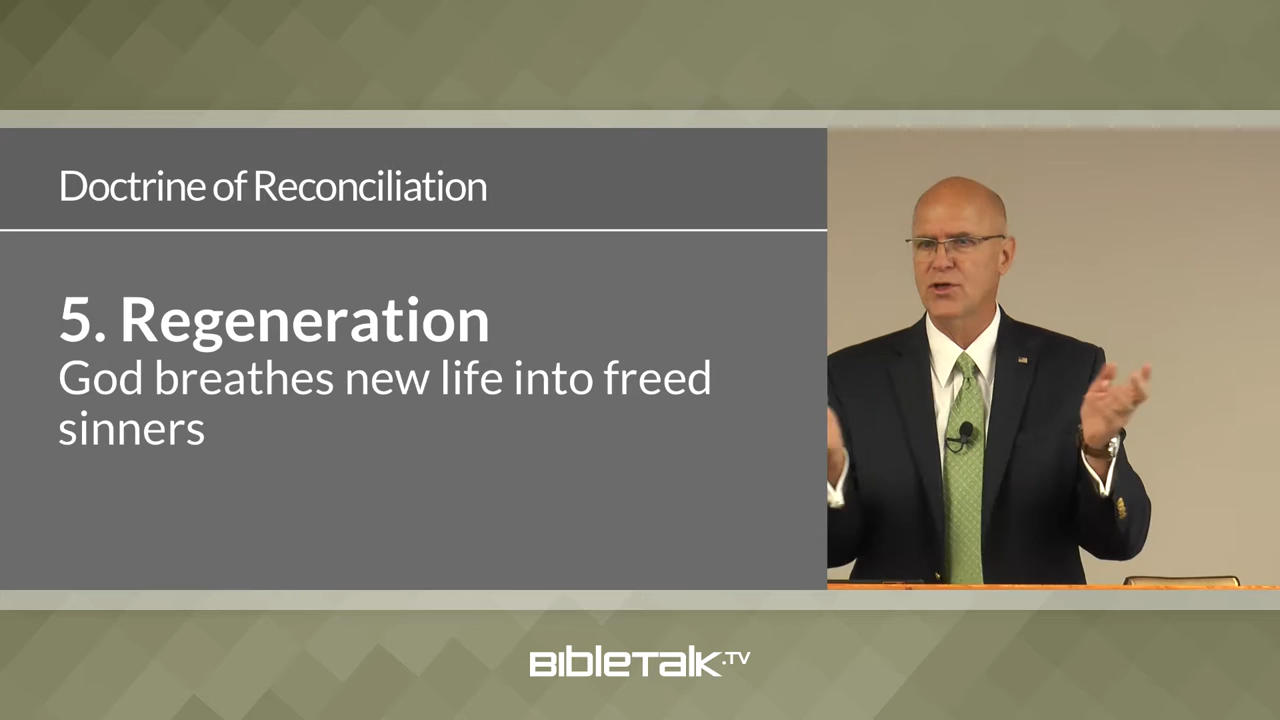 Doctrine of Reconciliation
5. Regeneration
God breathes new life into freed
sinners
BibleTalk.TV